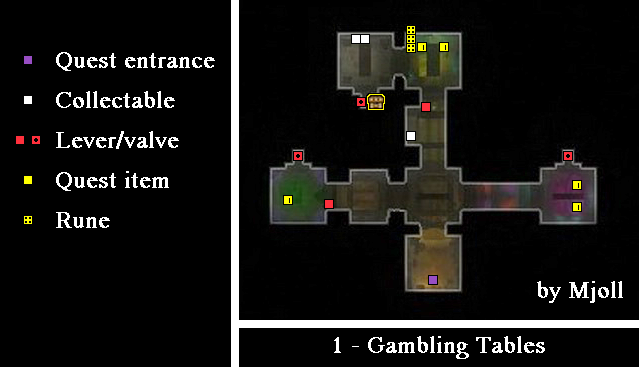 Quest entrance
Collectable
Lever/valve
Quest item
Rune
by Mjoll
1 - Gambling Tables